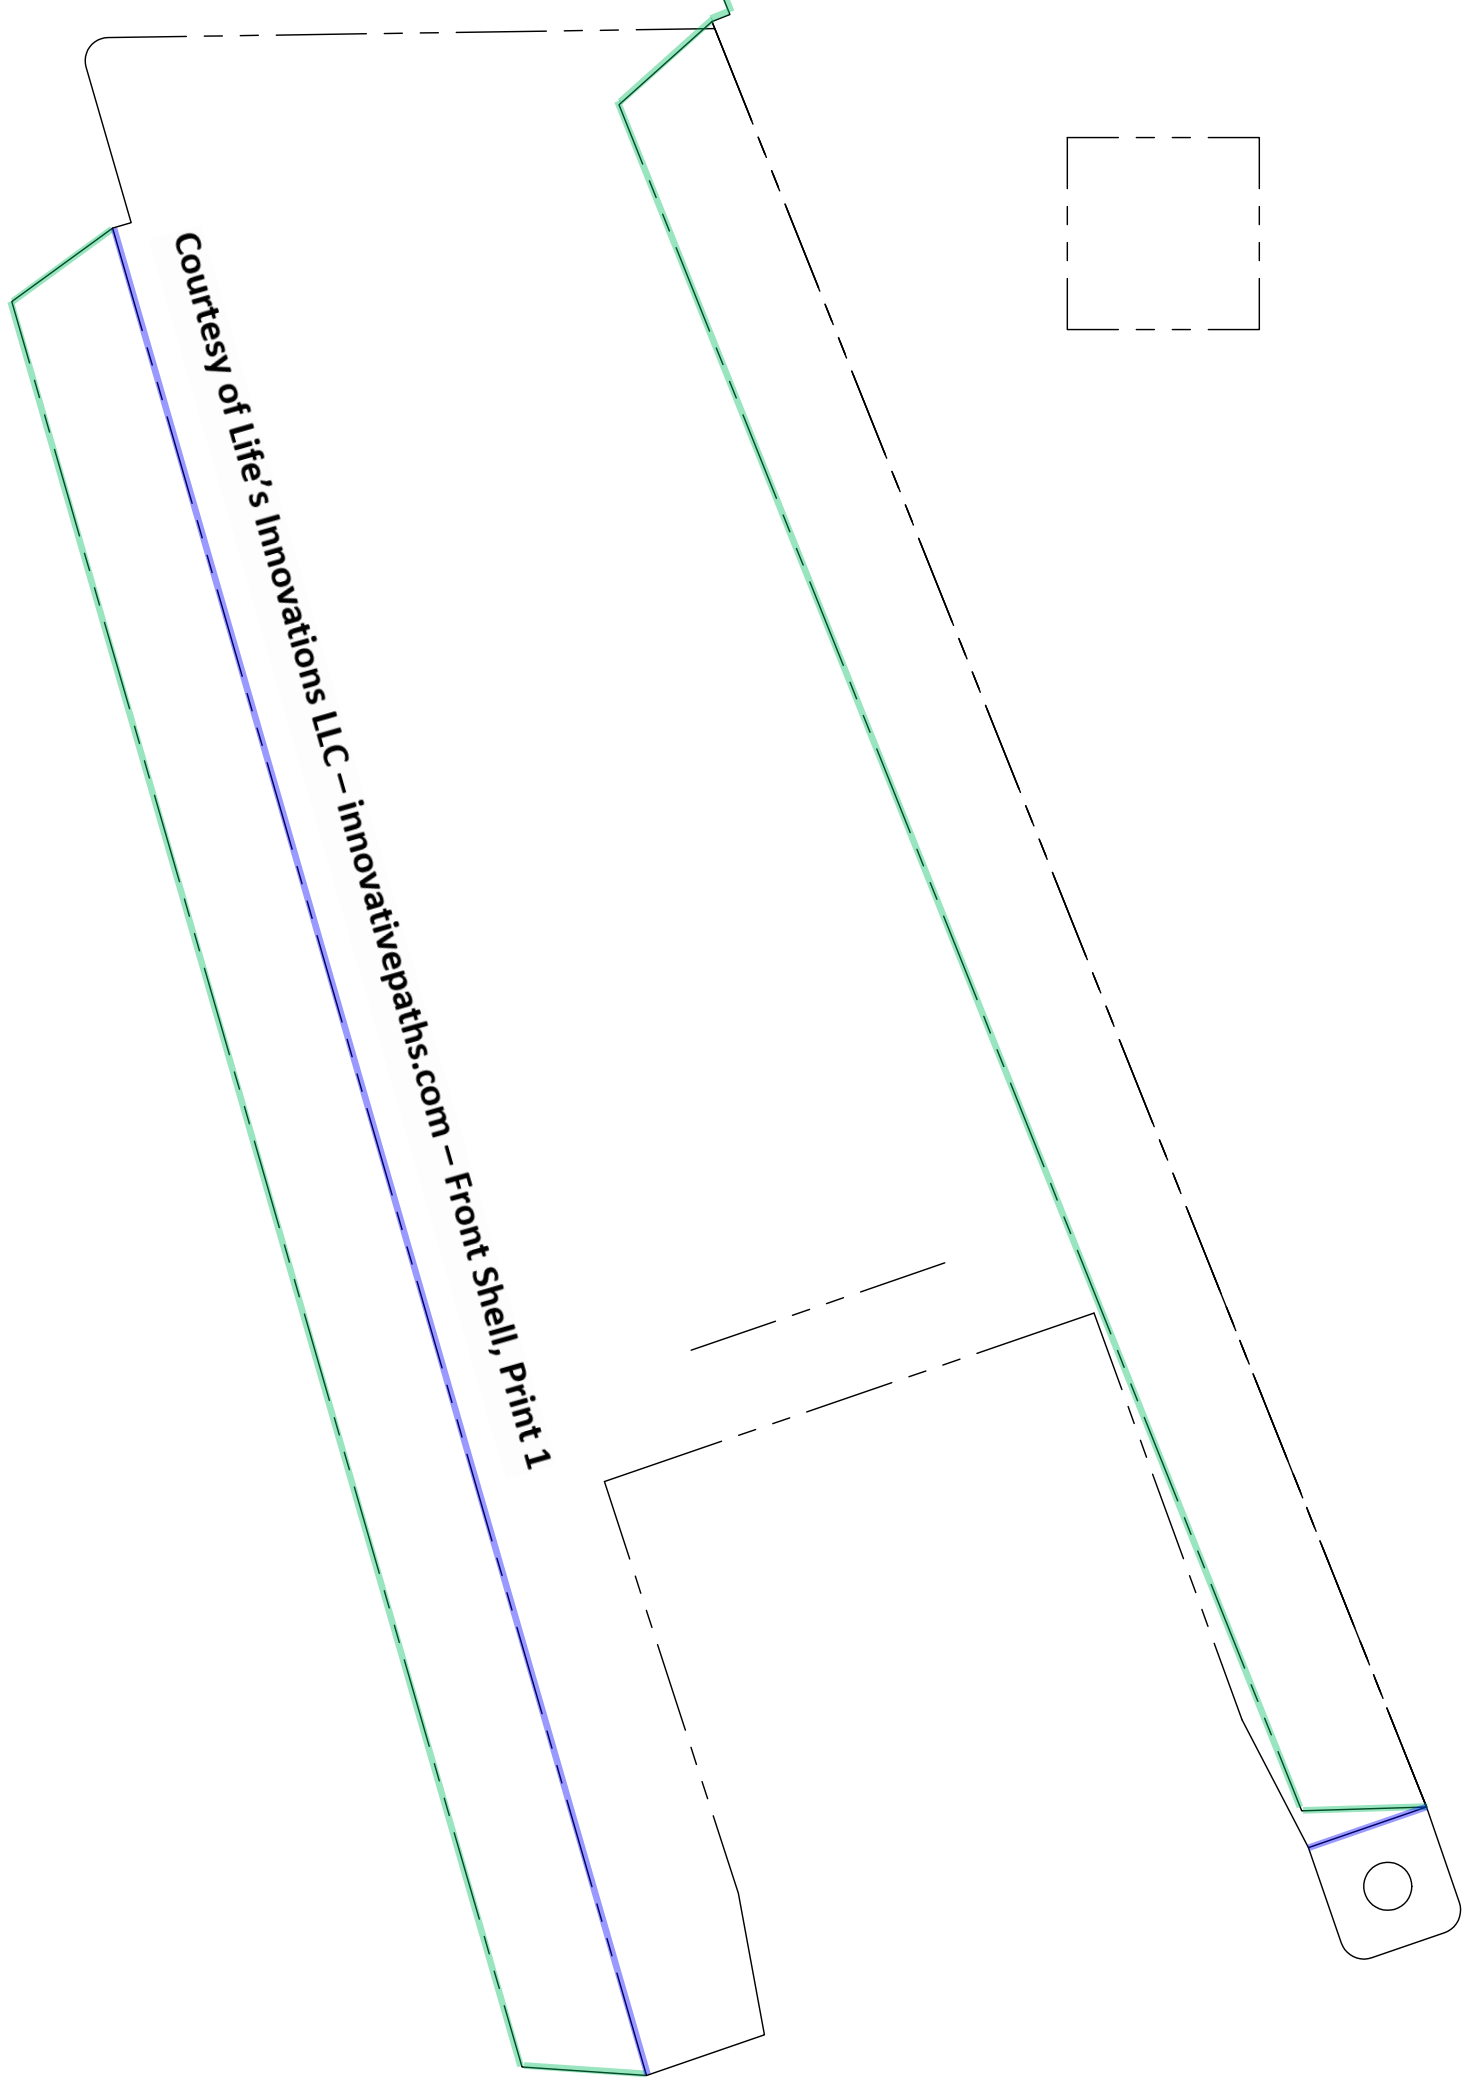 Courtesy of Life’s Innovations LLC – innovativepaths.com – Front Shell, Print 1